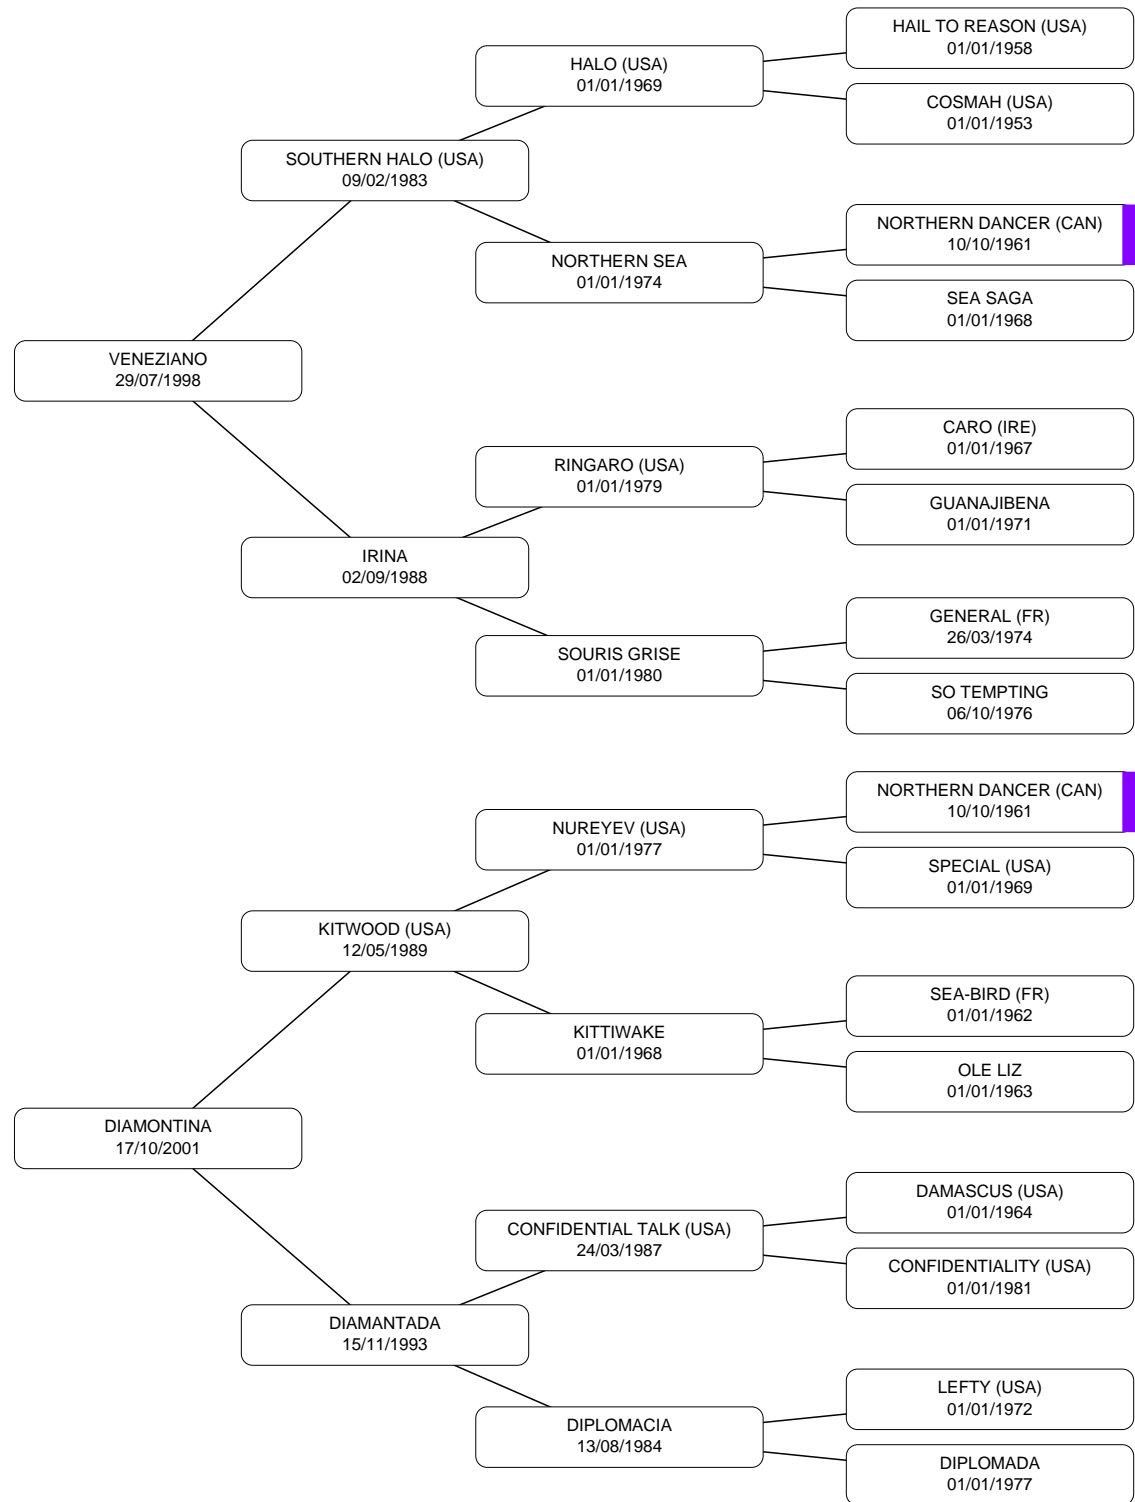 HAIL TO REASON (USA)
01/01/1958
HALO (USA)
01/01/1969
COSMAH (USA)
01/01/1953
SOUTHERN HALO (USA)
09/02/1983
NORTHERN DANCER (CAN)
10/10/1961
NORTHERN SEA
01/01/1974
SEA SAGA
01/01/1968
VENEZIANO
29/07/1998
CARO (IRE)
01/01/1967
RINGARO (USA)
01/01/1979
GUANAJIBENA
01/01/1971
IRINA
02/09/1988
GENERAL (FR)
26/03/1974
SOURIS GRISE
01/01/1980
SO TEMPTING
06/10/1976
NORTHERN DANCER (CAN)
10/10/1961
NUREYEV (USA)
01/01/1977
SPECIAL (USA)
01/01/1969
KITWOOD (USA)
12/05/1989
SEA-BIRD (FR)
01/01/1962
KITTIWAKE
01/01/1968
OLE LIZ
01/01/1963
DIAMONTINA
17/10/2001
DAMASCUS (USA)
01/01/1964
CONFIDENTIAL TALK (USA)
24/03/1987
CONFIDENTIALITY (USA)
01/01/1981
DIAMANTADA
15/11/1993
LEFTY (USA)
01/01/1972
DIPLOMACIA
13/08/1984
DIPLOMADA
01/01/1977